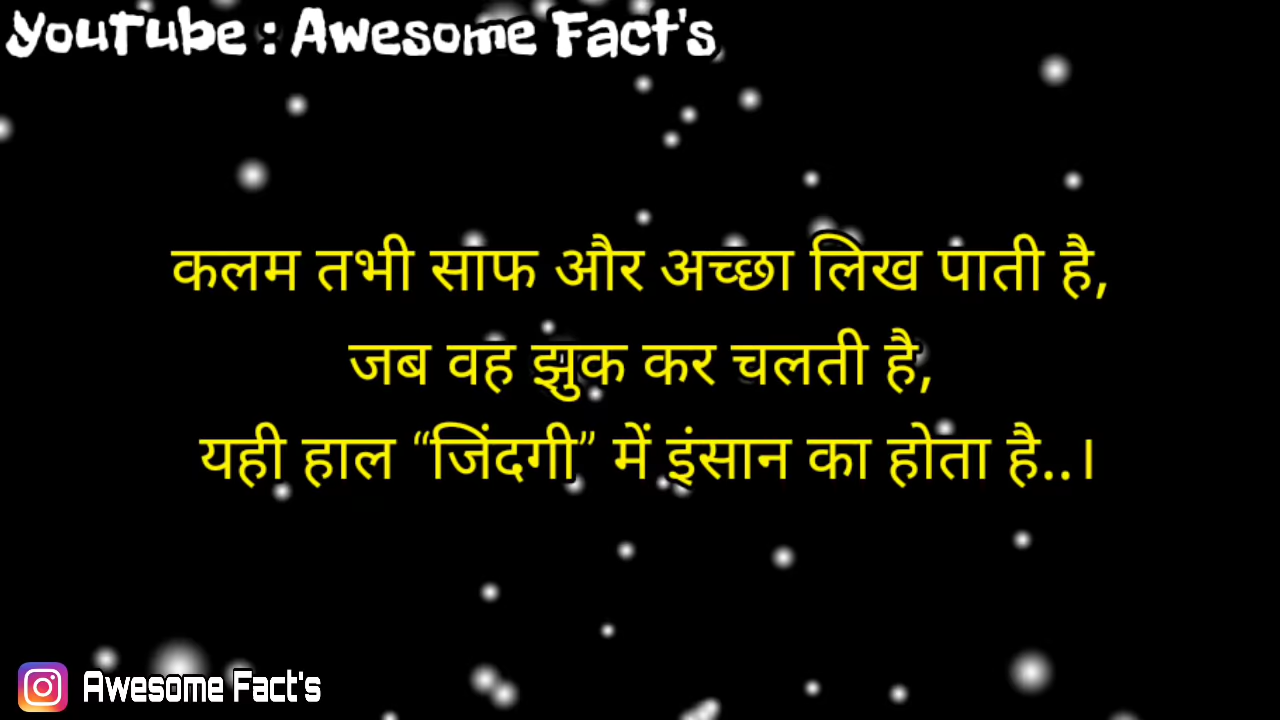 YouTube : Awesome Fact's
कलम तभी साफ और अच्छा लिख पाती है,
जब वह झुक कर चलती है,
यही हाल “जिंदगी” में इंसान का होता है..।
Awesome Fact's